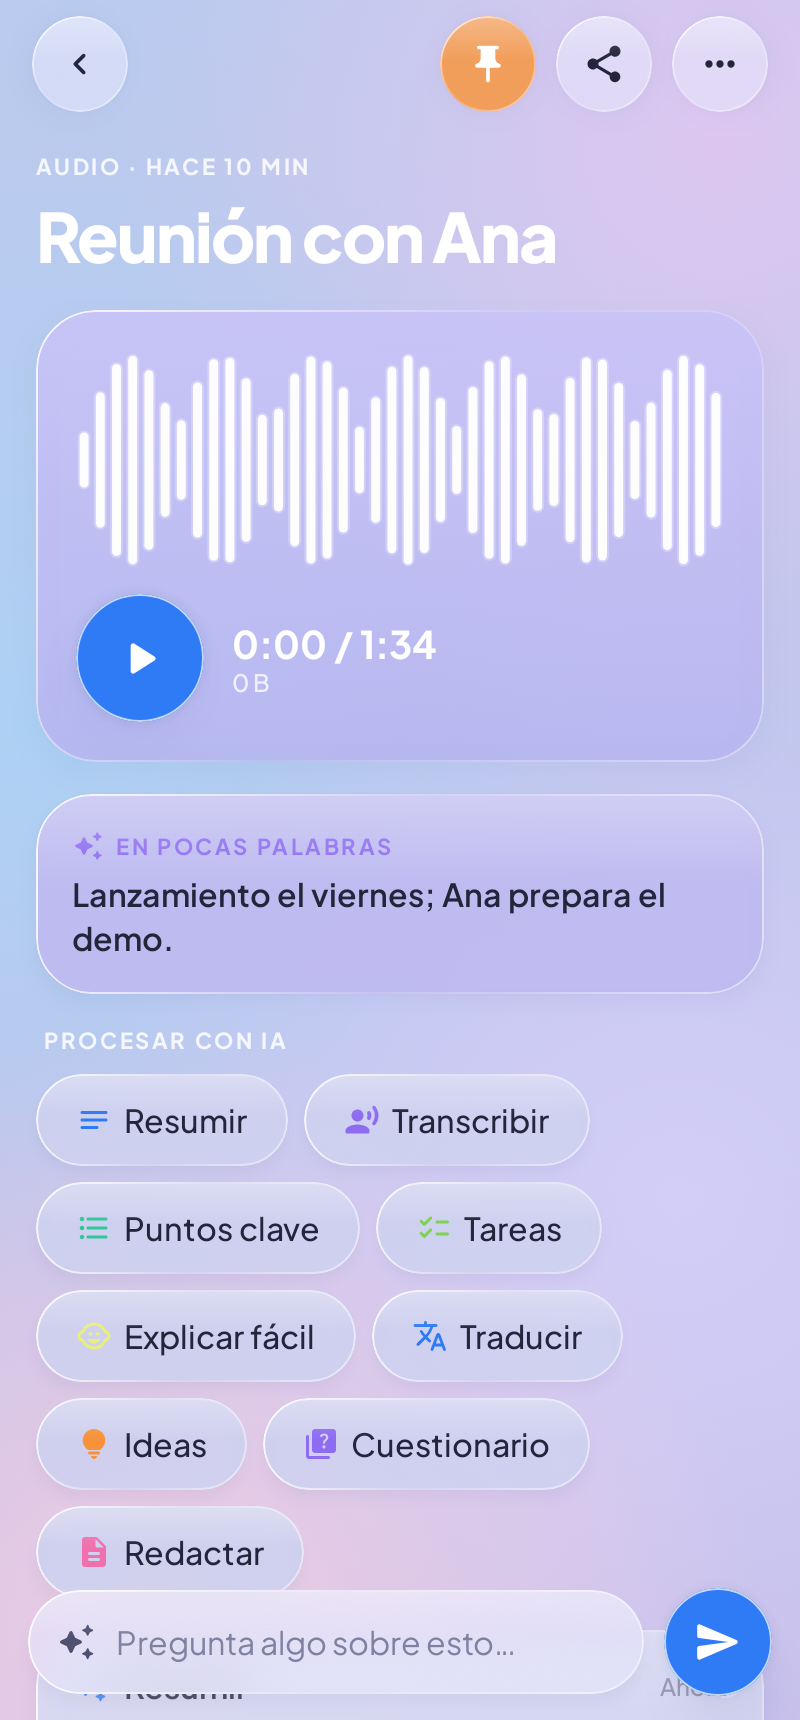 AUDIO · HACE 10 MIN
Reunión con Ana
0:00 / 1:34
0 B
EN POCAS PALABRAS
Lanzamiento el viernes; Ana prepara el
demo.
PROCESAR CON IA
Resumir
Transcribir
Puntos clave
Tareas
Explicar fácil
Traducir
Ideas
Cuestionario
Redactar
Pregunta algo sobre esto...